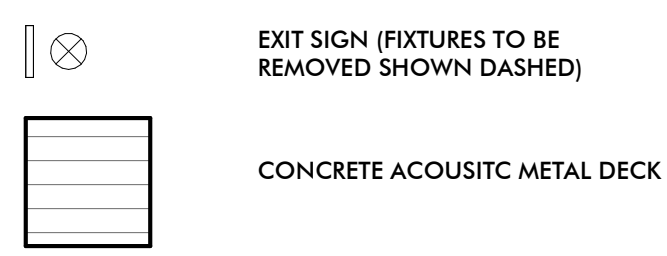 EXIT SIGN (FIXTURES TO BE
REMOVED SHOWN DASHED)
CONCRETE ACOUSITC METAL DECK